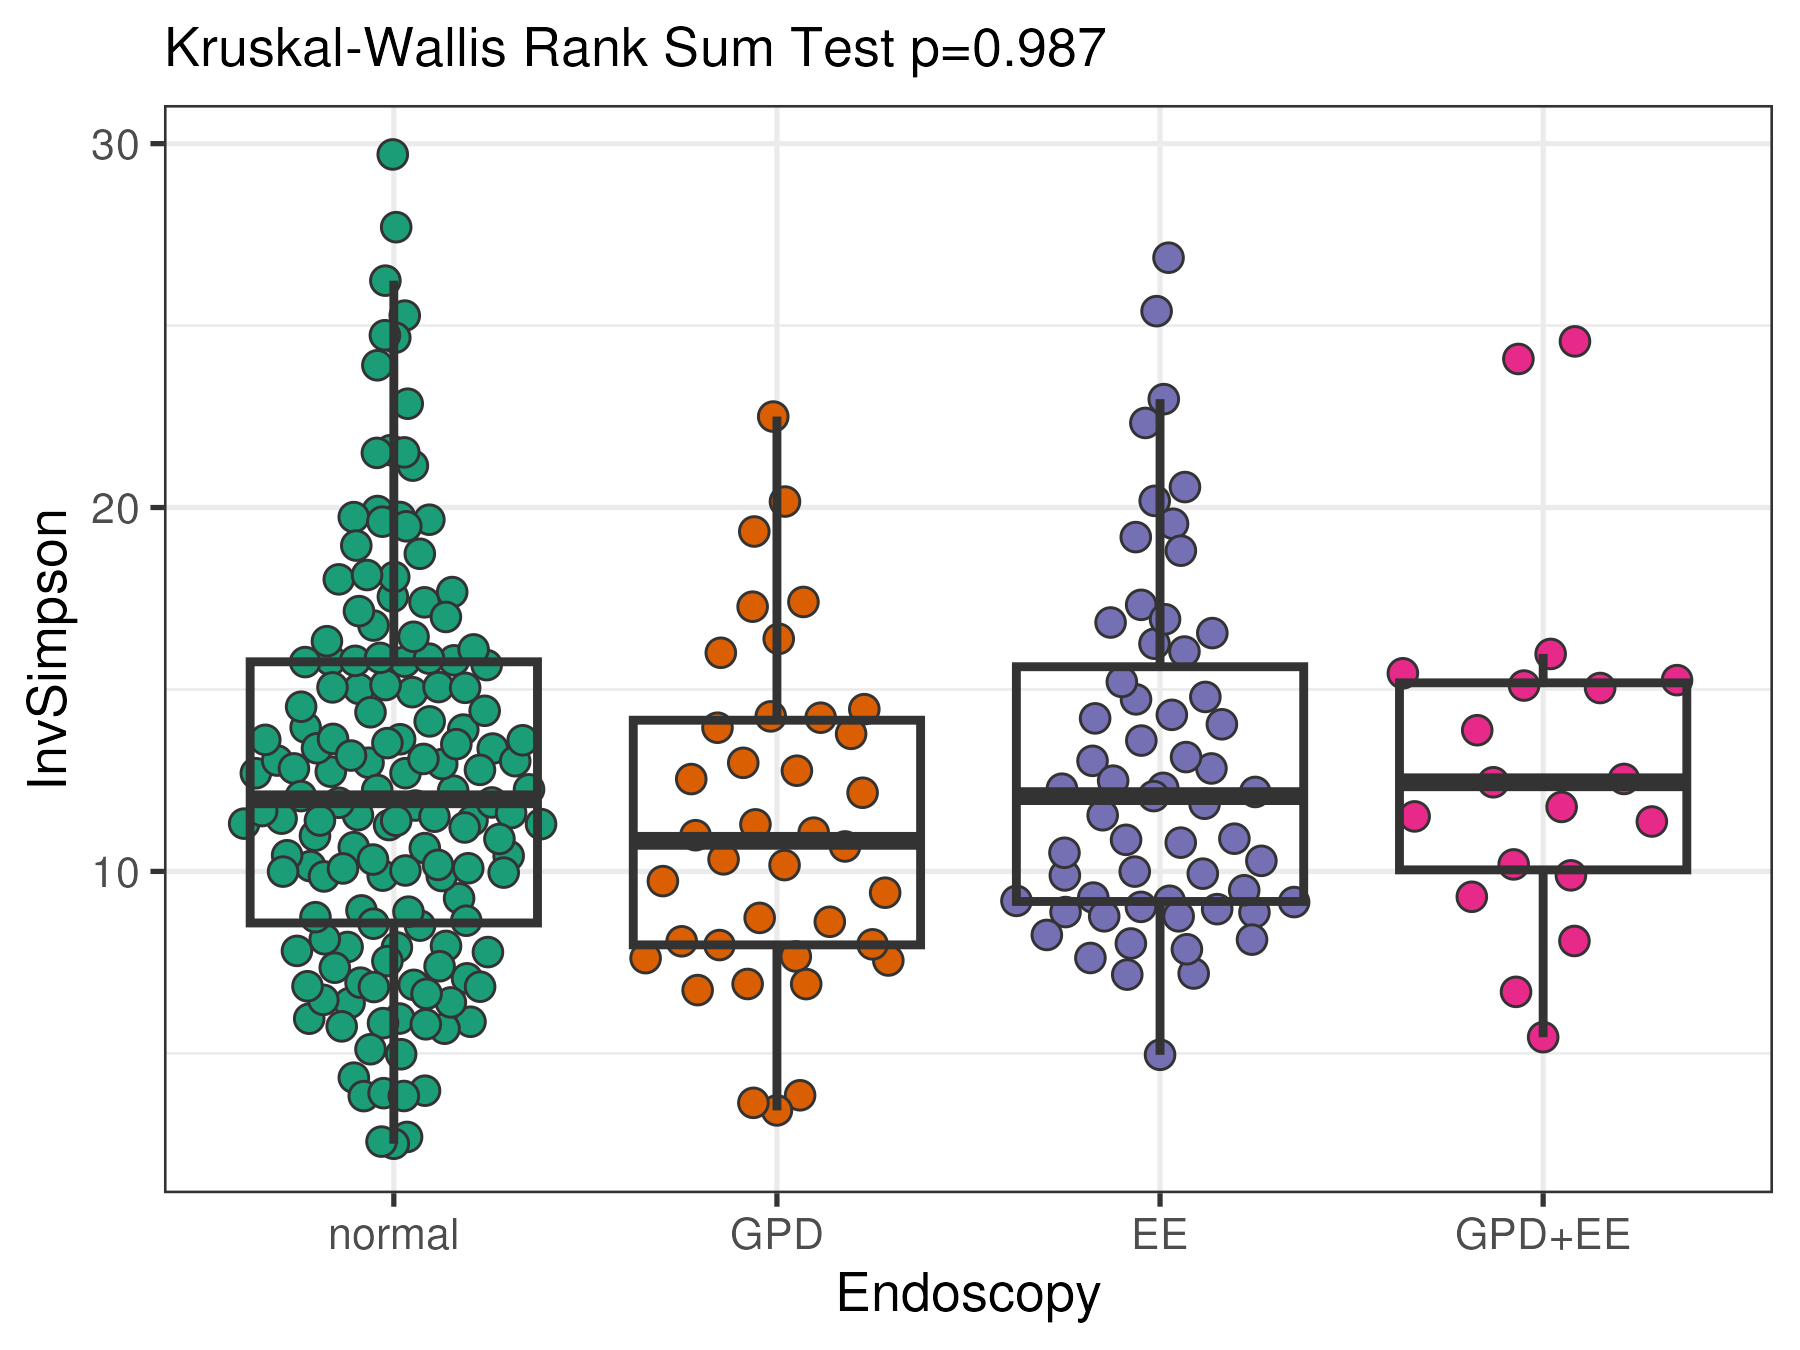 Kruskal-Wallis Rank Sum Test p=0.987
30
20
10
InvSimpson
normal GPD EE GPD+EE
Endoscopy